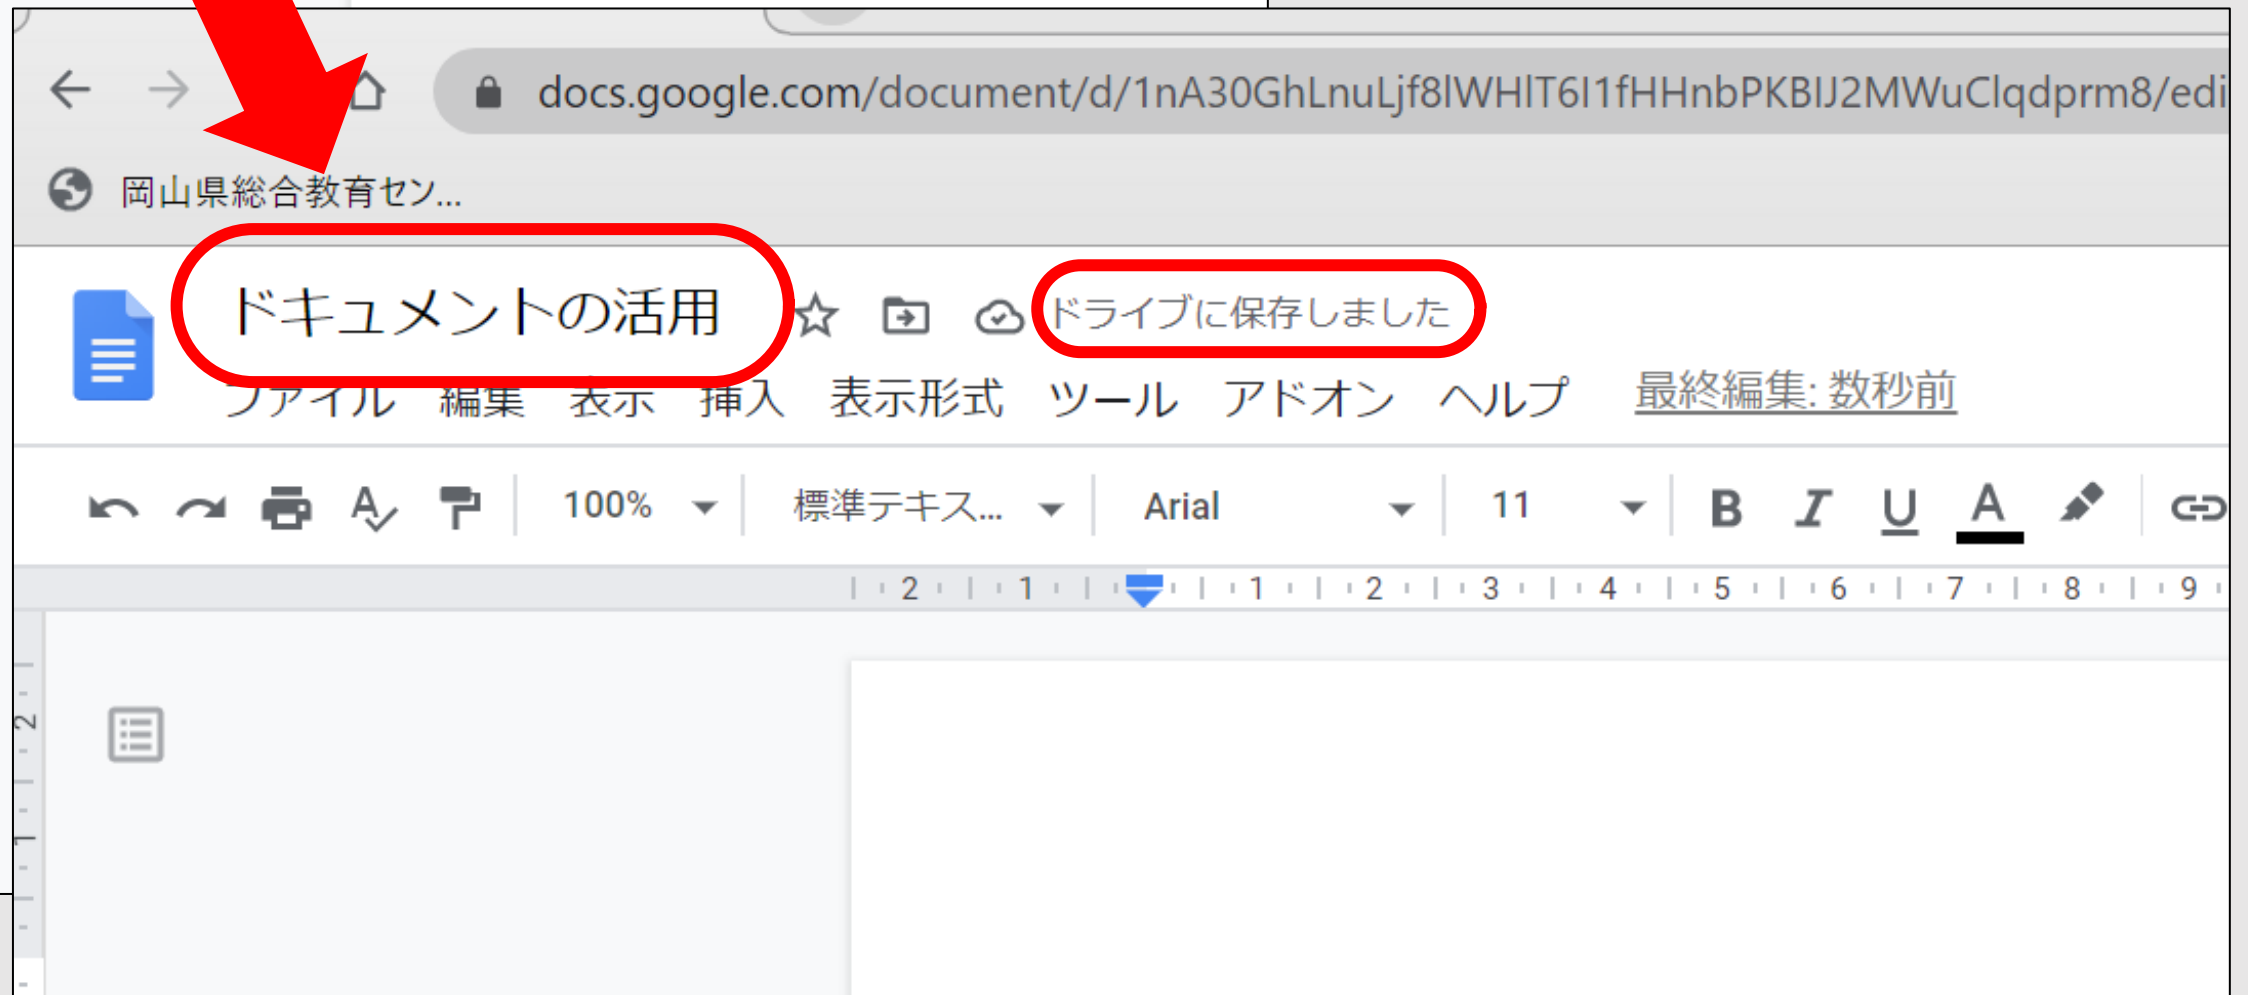 docs.google.com/document/d/1nA30GhLnuLjf8lWHlT6I1fHHnbPKBIJ2MWuClqdprm8/edi
岡山県総合教育セン...
ドキュメントの活用 ドライブに保存しました
ファイル 編集 表示 挿入 表示形式 ツール アドオン ヘルプ 最終編集: 数秒前
100% 標準テキス... Arial 11 B I U A
2 1 1 2 3 4 5 6 7 8 9
2
1